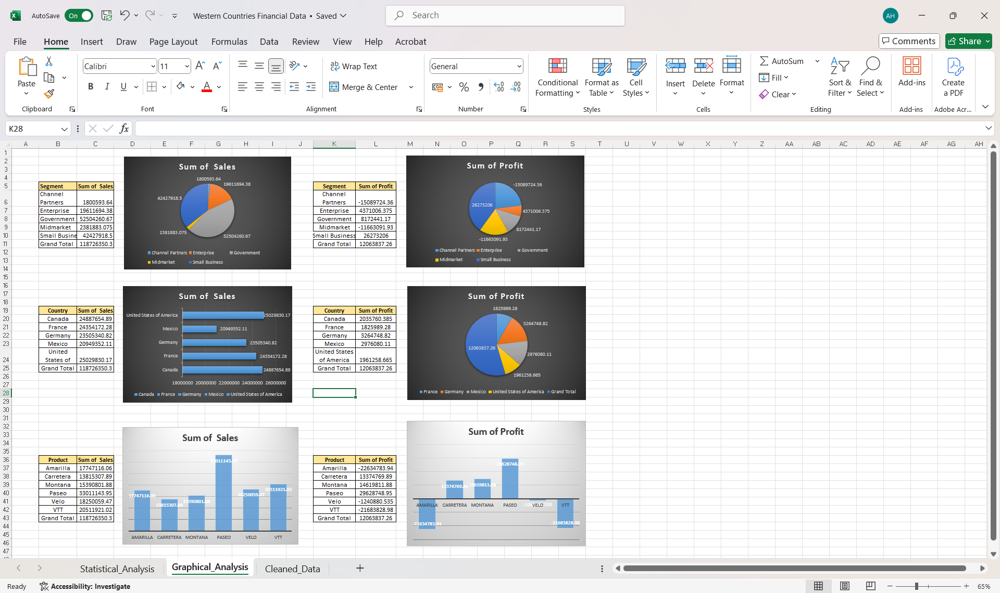 AutoSave On Western Countries Financial Data • Saved Search AH
File Home Insert Draw Page Layout Formulas Data Review View Help Acrobat Comments Share
Paste Calibri 11 Wrap Text General Conditional Formatting Format as Table Cell Styles Insert Delete Format AutoSum Fill Clear Sort & Filter Find & Select Add-ins Create a PDF
B I U A Merge & Center % .00
Clipboard Font Alignment Number Styles Cells Editing Add-ins Adobe Acr...
K28 fx
A B C D E F G H I J K L M N O P Q R S T U V W X Y Z AA AB AC AD AE AF AG AH
1
2
3
4
5
6
7
8
9
10
11
12
13
14
15
16
17
18
19
20
21
22
23
24
25
26
27
28
29
30
31
32
33
34
35
36
37
38
39
40
41
42
43
44
45
46
47
Segment Sum of Sales
Channel Partners 1800593.64
Enterprise 19611694.38
Government 52504260.67
Midmarket 2381883.075
Small Busine 42427918.5
Grand Total 118726350.3
Sum of Sales
1800593.64
19611694.38
42427918.5
2381883.075
52504260.67
Channel Partners Enterprise Government
Midmarket Small Business
Segment Sum of Profit
Channel Partners -15089724.36
Enterprise 4371006.375
Government 8172441.17
Midmarket -11663091.93
Small Business 26273206
Grand Total 12063837.26
Sum of Profit
-15089724.36
26273206
4371006.375
8172441.17
-11663091.93
Channel Partners Enterprise Government
Midmarket Small Business
Country Sum of Sales
Canada 24887654.89
France 24354172.28
Germany 23505340.82
Mexico 20949352.11
United States of 25029830.17
Grand Total 118726350.3
Sum of Sales
United States of America 25029830.17
Mexico 20949352.11
Germany 23505340.82
France 24354172.28
Canada 24887654.89
18000000 20000000 22000000 24000000 26000000
Canada France Germany Mexico United States of America
Country Sum of Profit
Canada 2035760.385
France 1825989.28
Germany 3264748.82
Mexico 2976080.11
United States of America 1961258.665
Grand Total 12063837.26
Sum of Profit
1825989.28
3264748.82
12063837.26
2976080.11
1961258.665
France Germany Mexico United States of America Grand Total
Product Sum of Sales
Amarilla 17747116.06
Carretera 13815307.89
Montana 15390801.88
Paseo 33011143.95
Velo 18250059.47
VTT 20511921.02
Grand Total 118726350.3
Sum of Sales
33011143.95
20511921.02
17747116.06 18250059.47
15390801.88
13815307.89
AMARILLA CARRETERA MONTANA PASEO VELO VTT
Product Sum of Profit
Amarilla -22634783.94
Carretera 13374769.89
Montana 14619811.88
Paseo 29628748.95
Velo -1240880.535
VTT -21683828.98
Grand Total 12063837.26
Sum of Profit
29628748.95
13374769.89 14619811.88
AMARILLA CARRETERA MONTANA PASEO VELO VTT
-22634783.94 -21683828.98
Statistical_Analysis Graphical_Analysis Cleaned_Data
Ready Accessibility: Investigate 65%